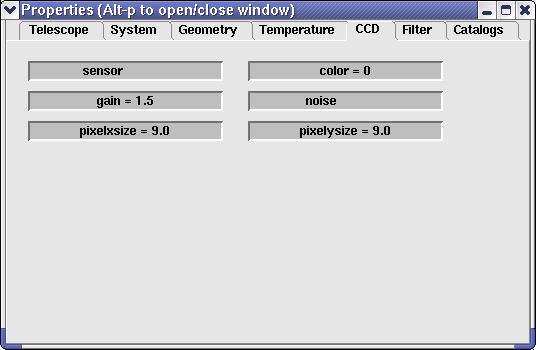 Properties (Alt-p to open/close window)
Telescope System Geometry Temperature CCD Filter Catalogs
sensor color = 0
gain = 1.5 noise
pixelxsize = 9.0 pixelysize = 9.0